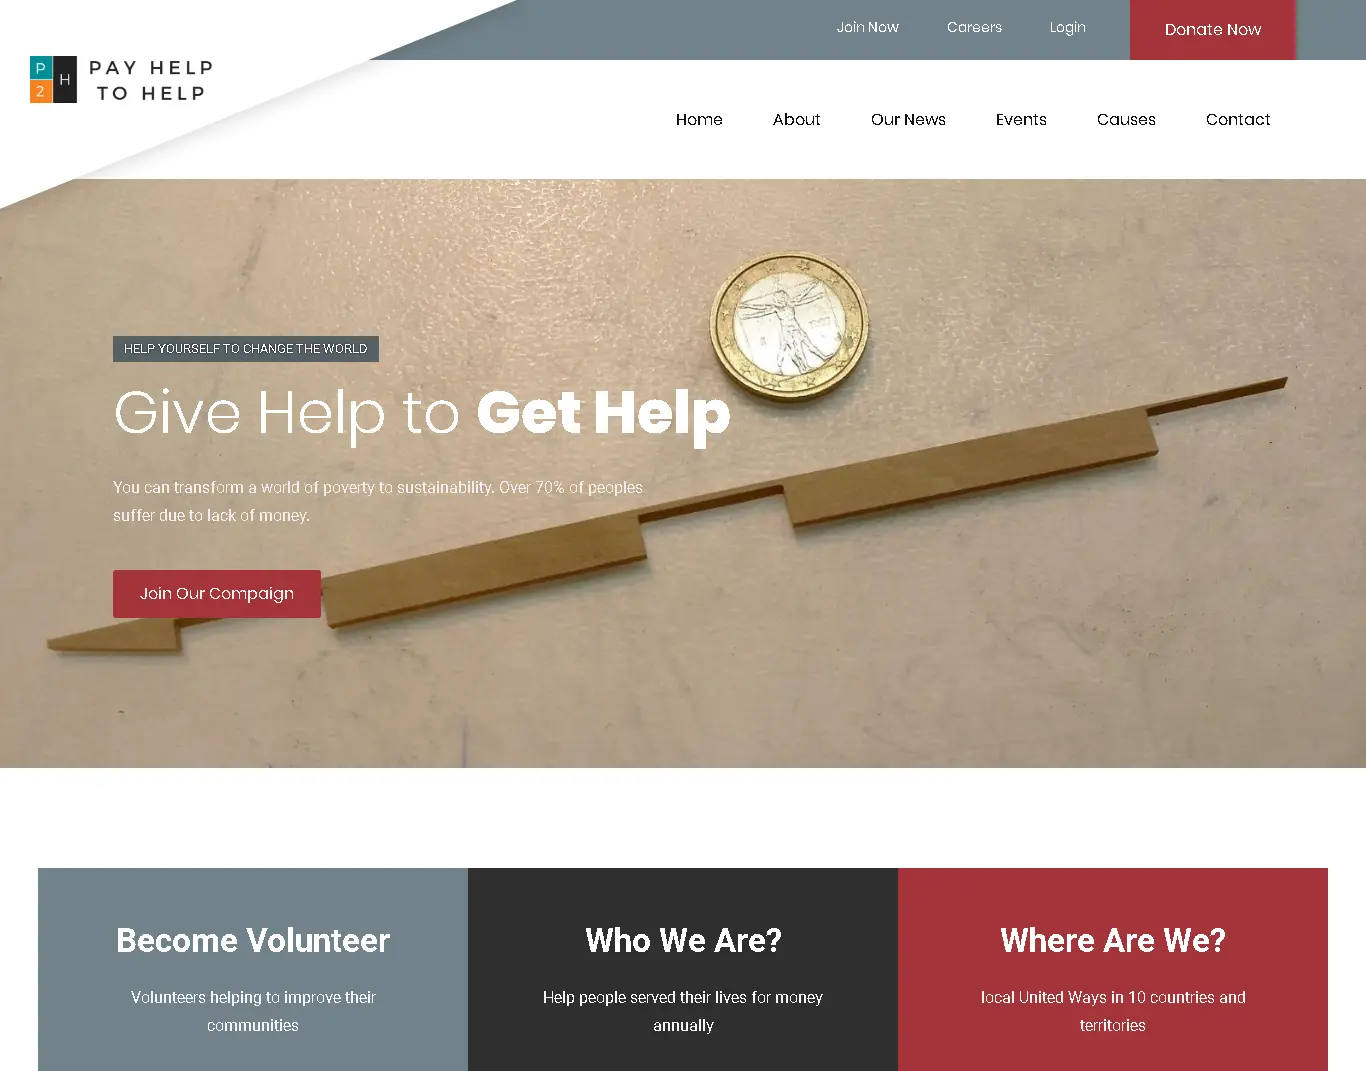 Join Now Careers Login Donate Now
P H 2
PAY HELP
TO HELP
Home About Our News Events Causes Contact
HELP YOURSELF TO CHANGE THE WORLD
Give Help to Get Help
You can transform a world of poverty to sustainability. Over 70% of peoples
suffer due to lack of money.
Join Our Compaign
Become Volunteer
Volunteers helping to improve their
communities
Who We Are?
Help people served their lives for money
annually
Where Are We?
local United Ways in 10 countries and
territories